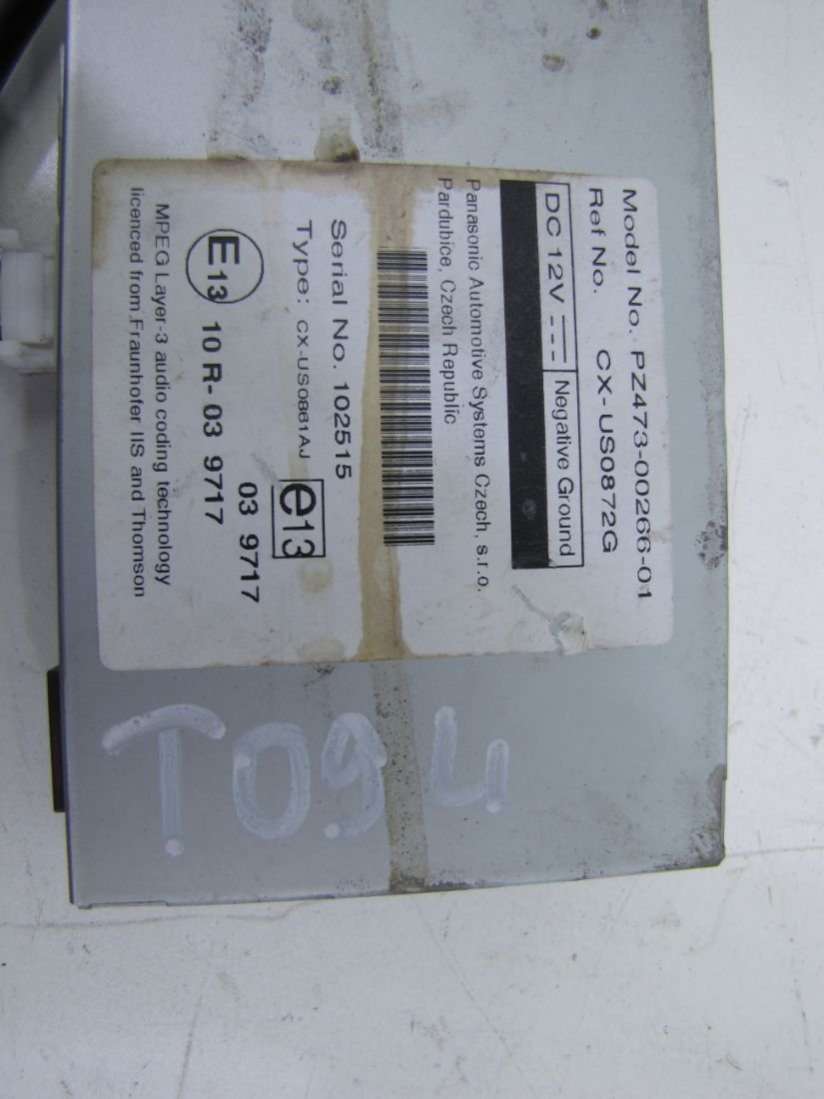 Model No. PZ473-00266-01
Ref No. CX-US0872G
DC 12V Negative Ground
Panasonic Automotive Systems Czech, s.r.o.
Pardubice, Czech Republic
Serial No. 102515
Type: CX-US0861AJ
e13
03 9717
E13 10 R-03 9717
MPEG Layer-3 audio coding technology
licenced from Fraunhofer IIS and Thomson
T094